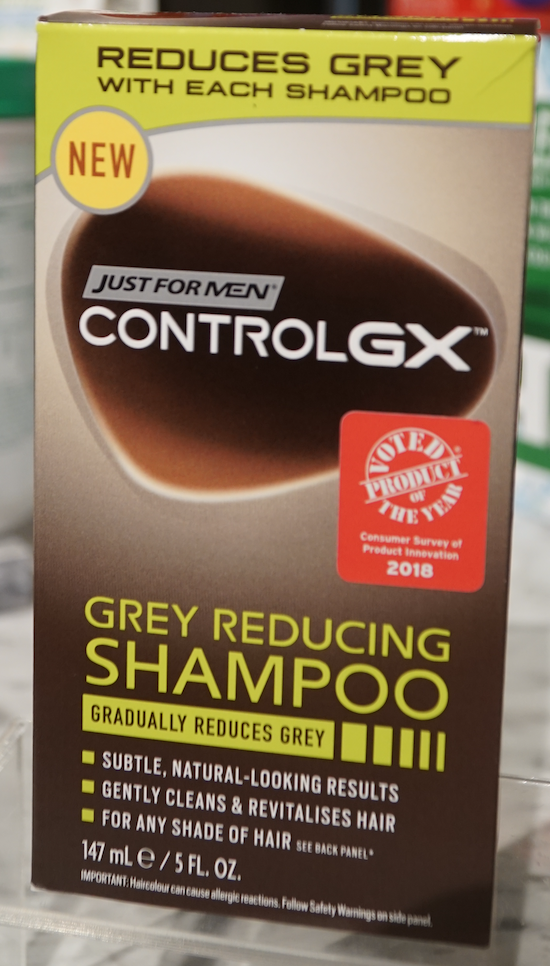 REDUCES GREY
WITH EACH SHAMPOO
NEW
JUST FOR MEN®
CONTROLGX™
VOTED
PRODUCT®
OF
THE YEAR
Consumer Survey of
Product Innovation
2018
GREY REDUCING
SHAMPOO
GRADUALLY REDUCES GREY
SUBTLE, NATURAL-LOOKING RESULTS
GENTLY CLEANS & REVITALISES HAIR
FOR ANY SHADE OF HAIR SEE BACK PANEL*
147 mL ℮ / 5 FL. OZ.
IMPORTANT: Haircolour can cause allergic reactions. Follow Safety Warnings on side panel.